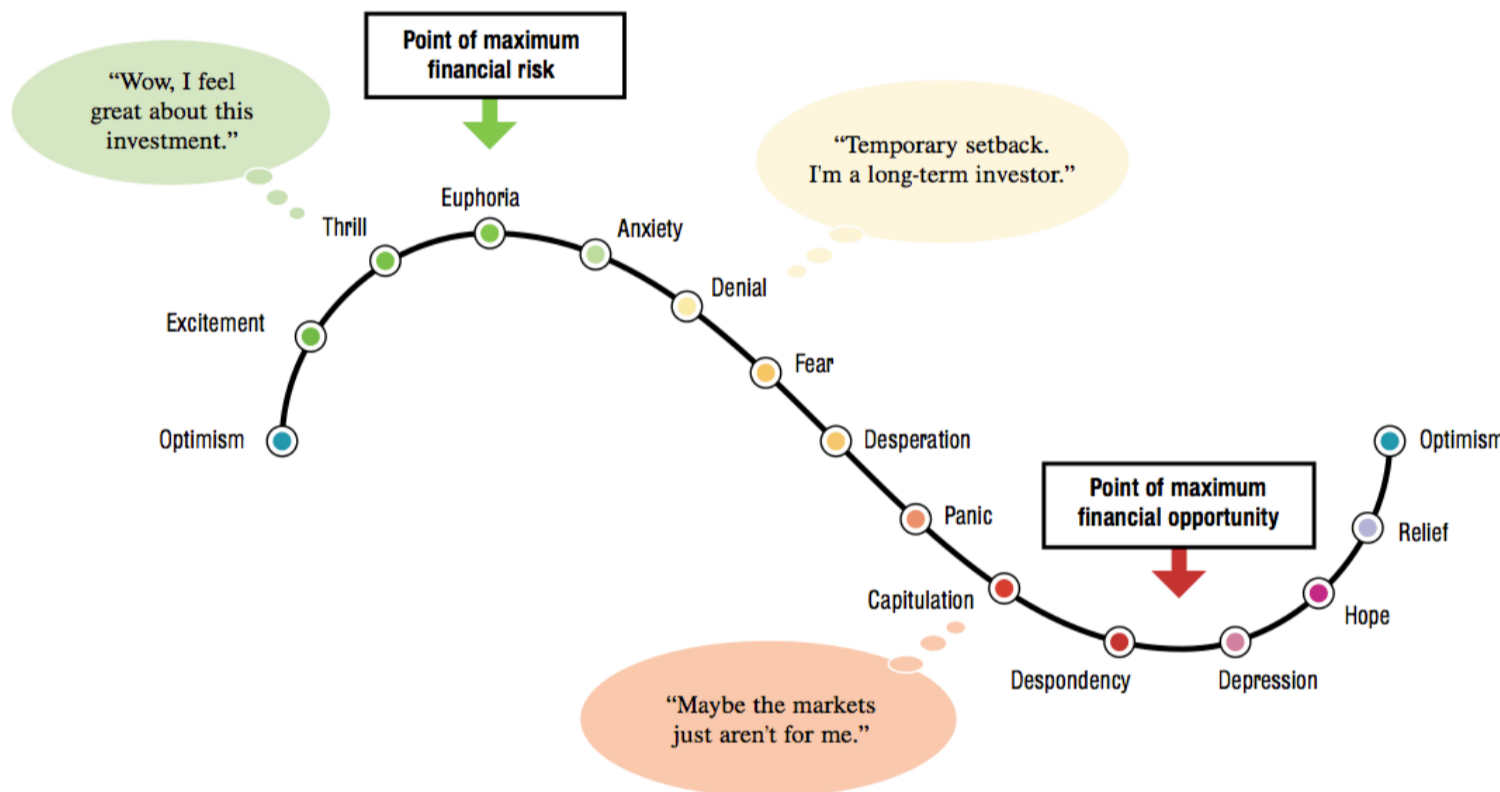 Point of maximum
financial risk
“Wow, I feel
great about this
investment.”
“Temporary setback.
I'm a long-term investor.”
Euphoria
Thrill
Anxiety
Denial
Excitement
Fear
Optimism
Desperation
Optimism
Point of maximum
financial opportunity
Panic
Relief
Capitulation
Hope
Despondency
Depression
“Maybe the markets
just aren't for me.”